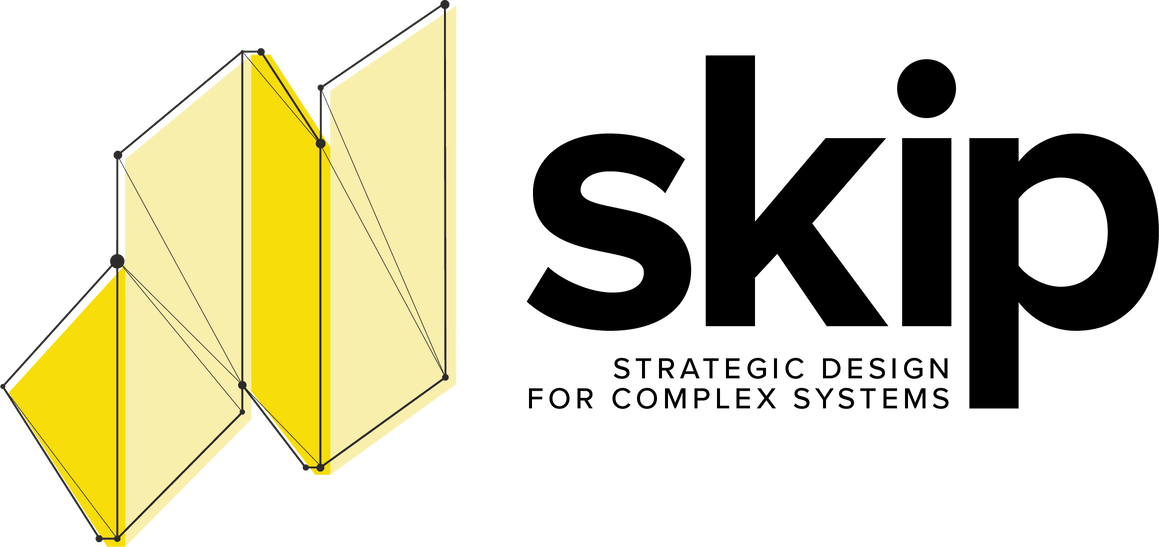 skip
STRATEGIC DESIGN
FOR COMPLEX SYSTEMS